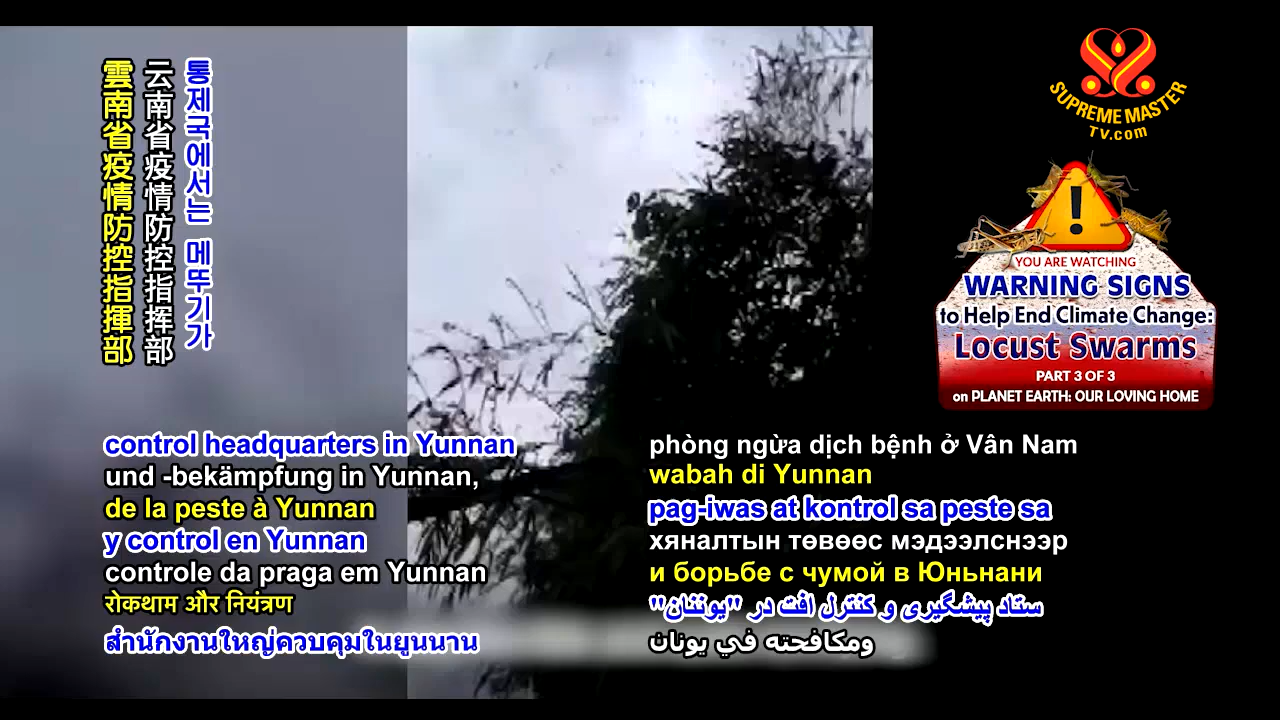 雲南省疫情防控指揮部
云南省疫情防控指挥部
통제국에서는 메뚜기가
SUPREME MASTER
TV.com
!
YOU ARE WATCHING
WARNING SIGNS
to Help End Climate Change:
Locust Swarms
PART 3 OF 3
on PLANET EARTH: OUR LOVING HOME
control headquarters in Yunnan
und -bekämpfung in Yunnan,
de la peste à Yunnan
y control en Yunnan
controle da praga em Yunnan
रोकथाम और नियंत्रण
สำนักงานใหญ่ควบคุมในยูนนาน
phòng ngừa dịch bệnh ở Vân Nam
wabah di Yunnan
pag-iwas at kontrol sa peste sa
хяналтын төвөөс мэдээлснээр
и борьбе с чумой в Юньнани
ستاد پیشگیری و کنترل افت در "یوننان"
ومكافحته في يونان